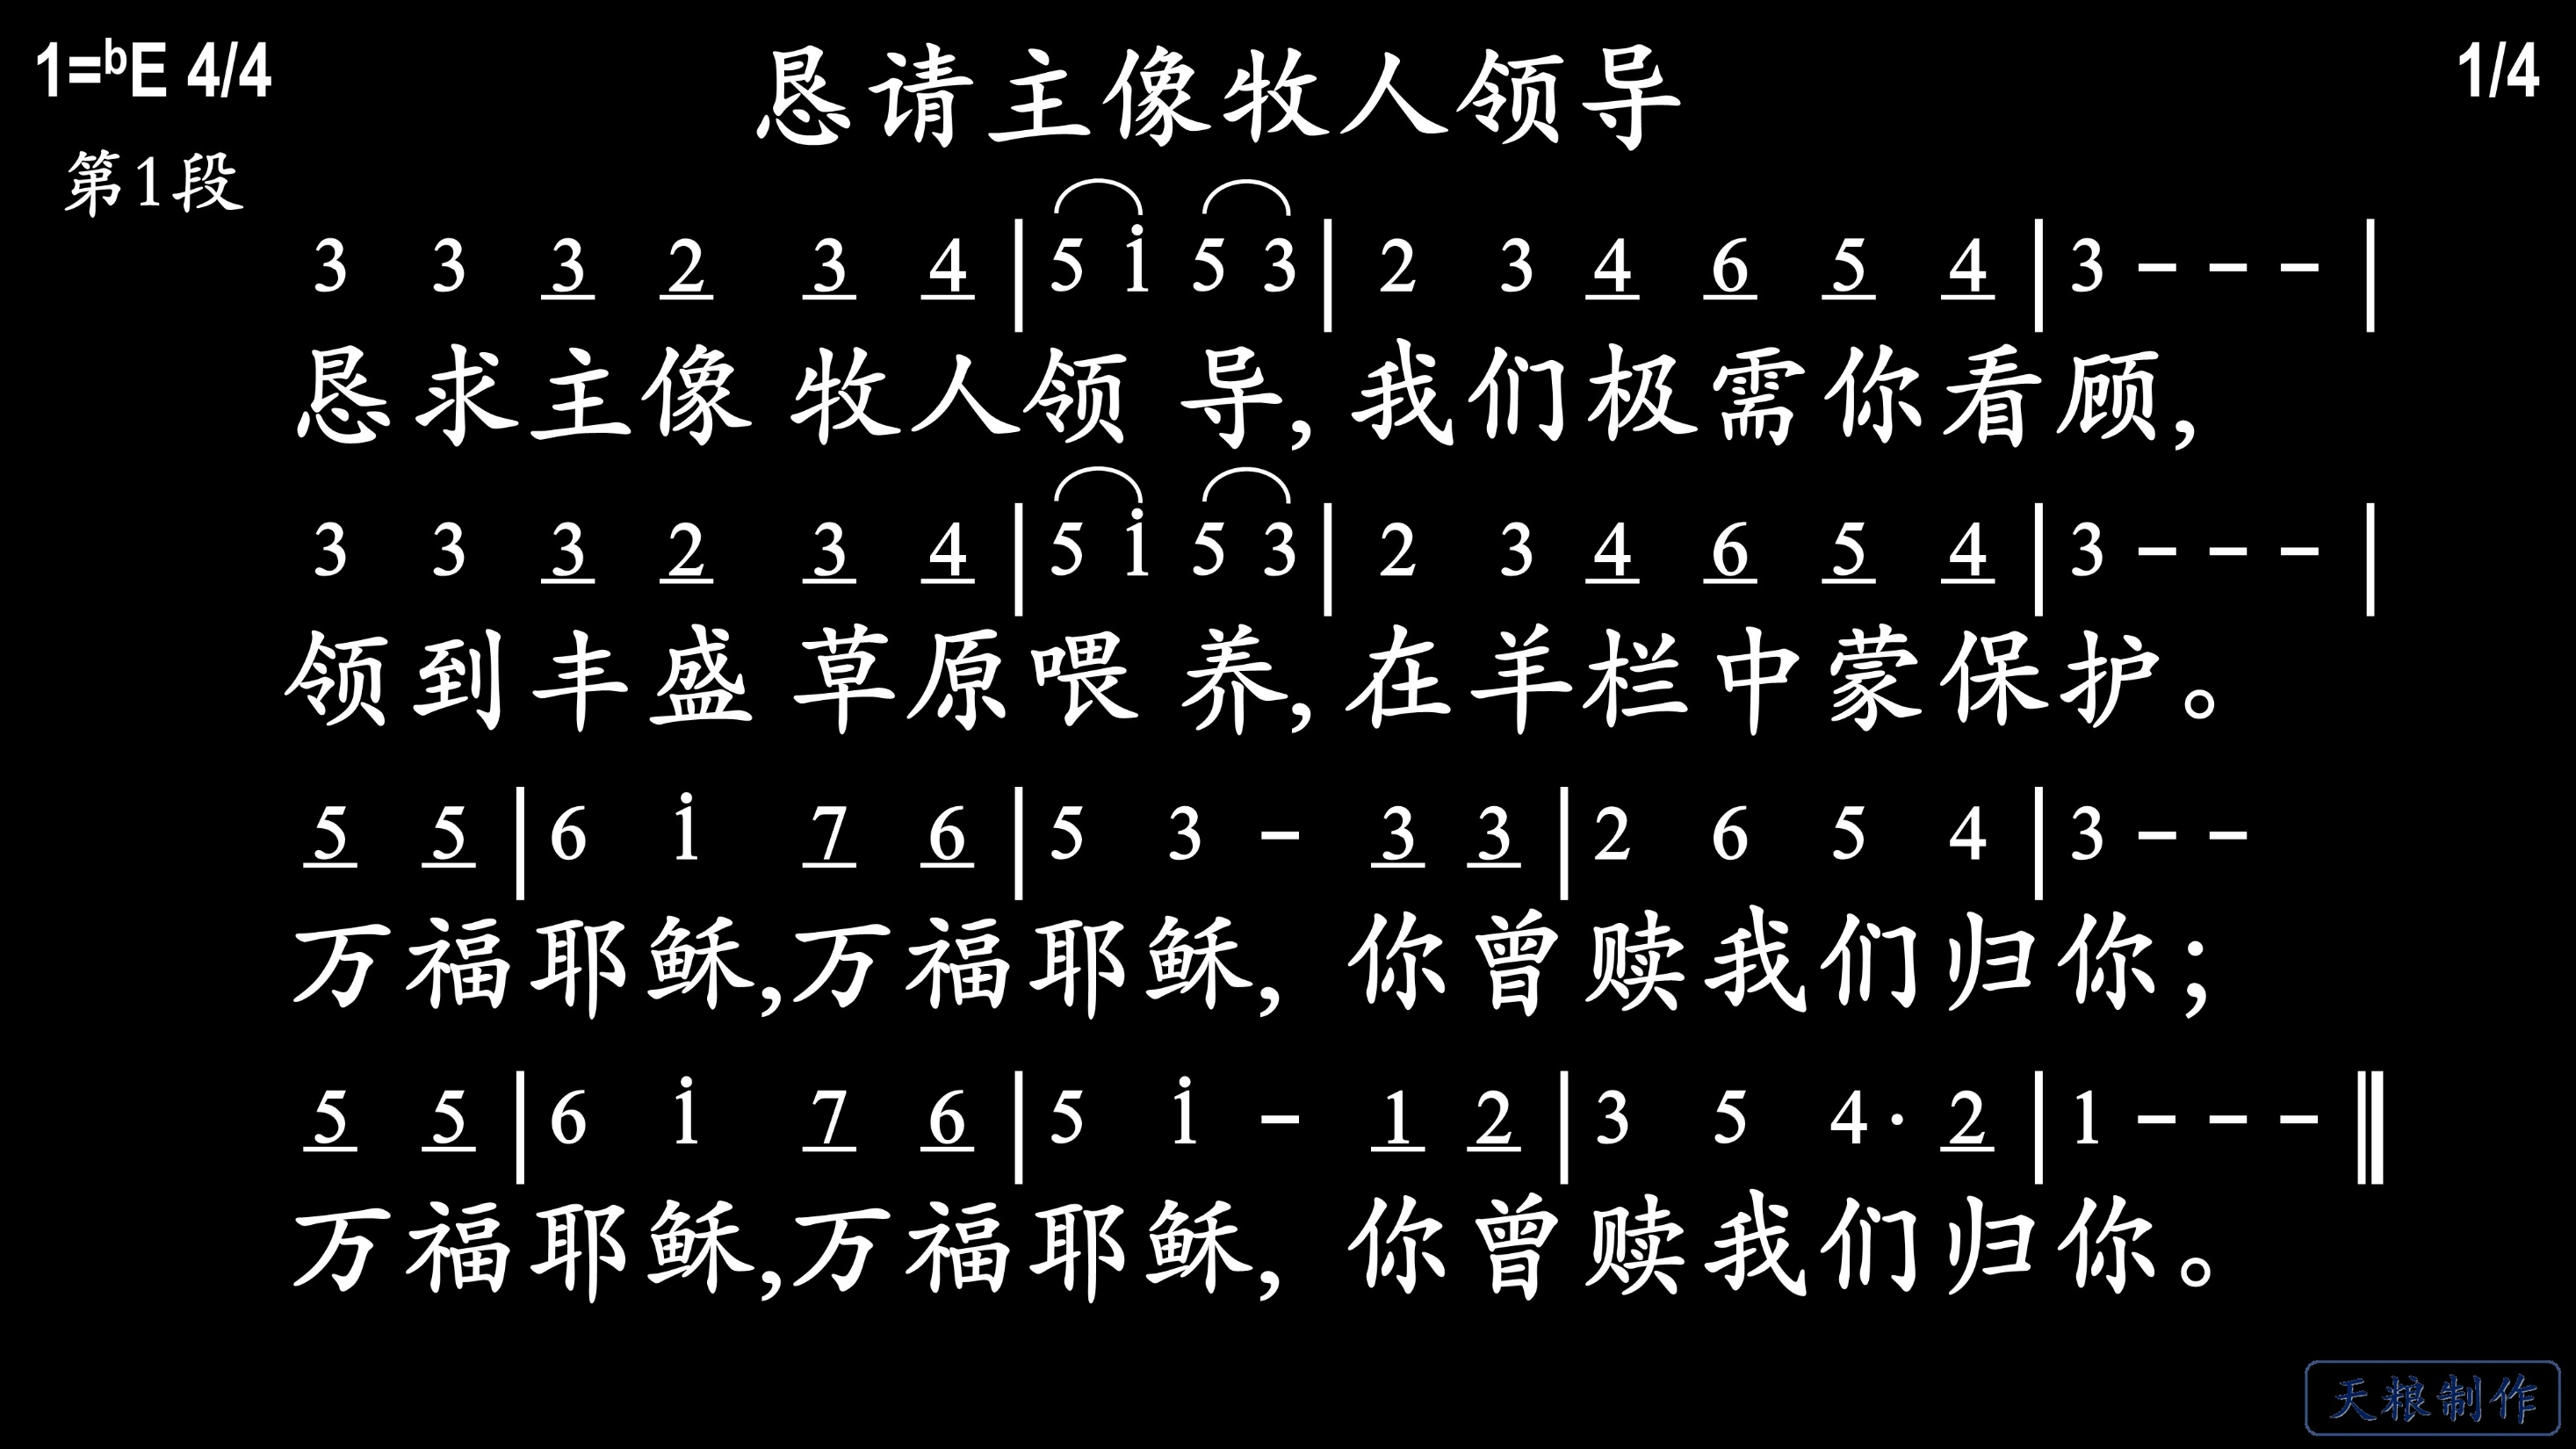 1=ᵇE 4/4 恳请主像牧人领导 1/4
第1段
3 3 3 2 3 4 | 5 i 5 3 | 2 3 4 6 5 4 | 3 – – – |
恳求主像牧人领导,我们极需你看顾,
3 3 3 2 3 4 | 5 i 5 3 | 2 3 4 6 5 4 | 3 – – – |
领到丰盛草原喂养,在羊栏中蒙保护。
5 5 | 6 i 7 6 | 5 3 – 3 3 | 2 6 5 4 | 3 – –
万福耶稣,万福耶稣,你曾赎我们归你;
5 5 | 6 i 7 6 | 5 i – 1 2 | 3 5 4· 2 | 1 – – – ‖
万福耶稣,万福耶稣,你曾赎我们归你。
天粮制作